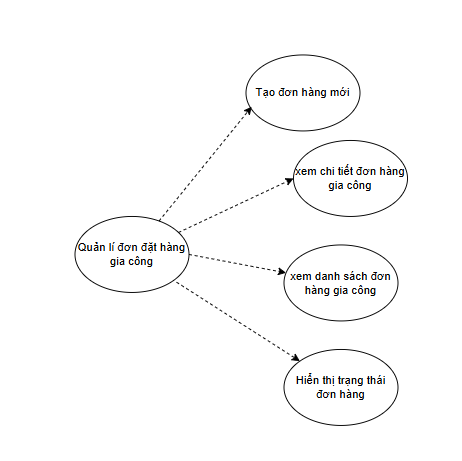 Tạo đơn hàng mới
xem chi tiết đơn hàng
gia công
Quản lí đơn đặt hàng
gia công
xem danh sách đơn
hàng gia công
Hiển thị trạng thái
đơn hàng